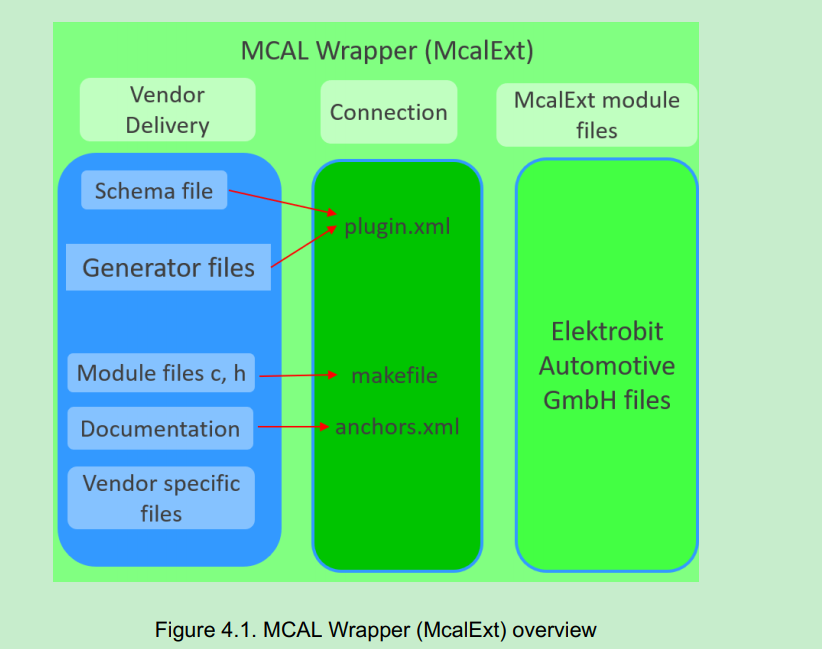 MCAL Wrapper (McalExt)
Vendor
Delivery
Connection
McalExt module
files
Schema file
Generator files
Module files c, h
Documentation
Vendor specific
files
plugin.xml
makefile
anchors.xml
Elektrobit
Automotive
GmbH files
Figure 4.1. MCAL Wrapper (McalExt) overview